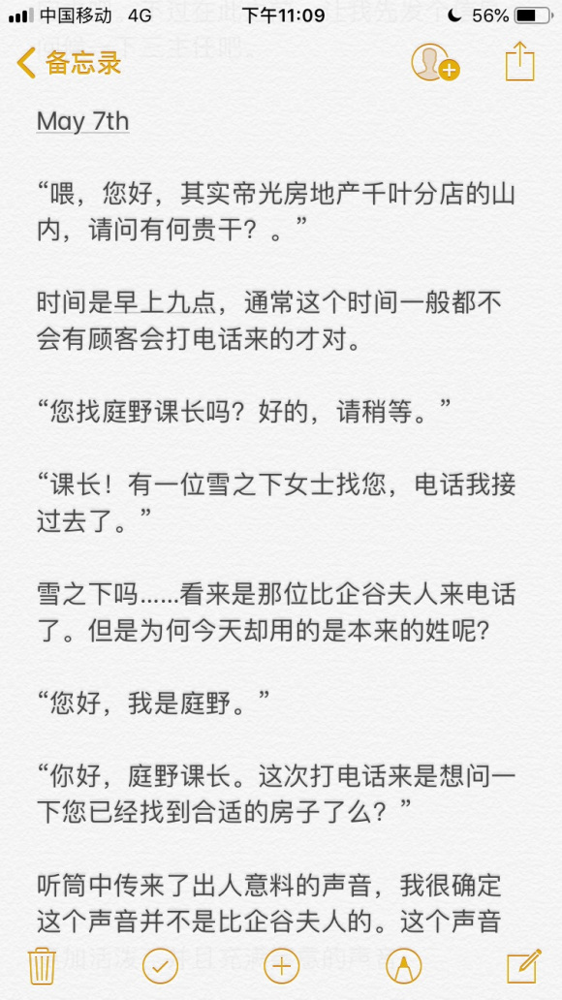 中国移动 4G 下午11:09 56%
备忘录
May 7th
“喂，您好，其实帝光房地产千叶分店的山
内，请问有何贵干？。”
时间是早上九点，通常这个时间一般都不
会有顾客会打电话来的才对。
“您找庭野课长吗？好的，请稍等。”
“课长！有一位雪之下女士找您，电话我接
过去了。”
雪之下吗……看来是那位比企谷夫人来电话
了。但是为何今天却用的是本来的姓呢？
“您好，我是庭野。”
“你好，庭野课长。这次打电话来是想问一
下您已经找到合适的房子了么？”
听筒中传来了出人意料的声音，我很确定
这个声音并不是比企谷夫人的。这个声音